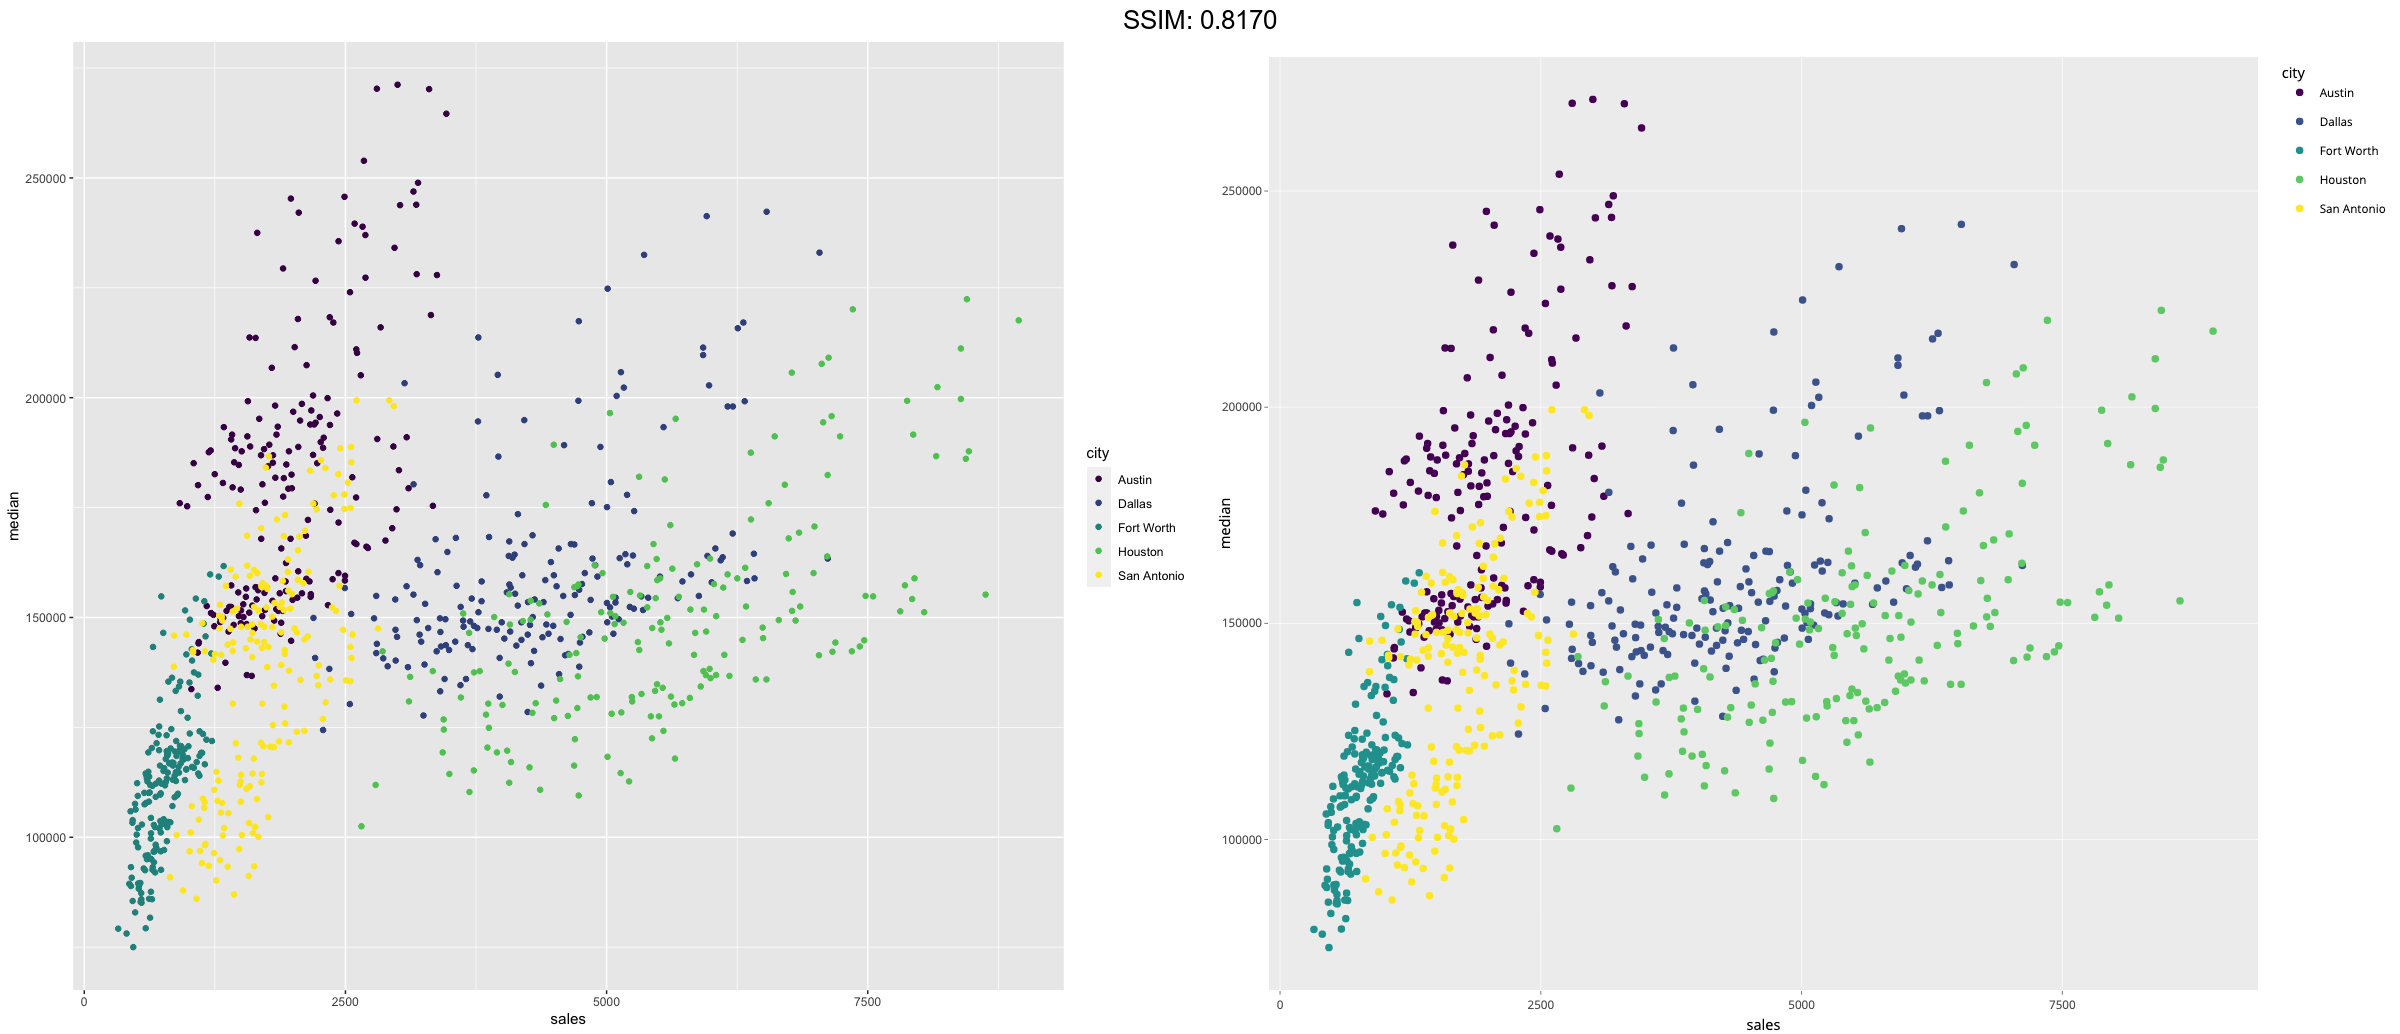 SSIM: 0.8170
median
250000
200000
150000
100000
0
2500
5000
7500
sales
city
Austin
Dallas
Fort Worth
Houston
San Antonio
median
250000
200000
150000
100000
0
2500
5000
7500
sales
city
Austin
Dallas
Fort Worth
Houston
San Antonio